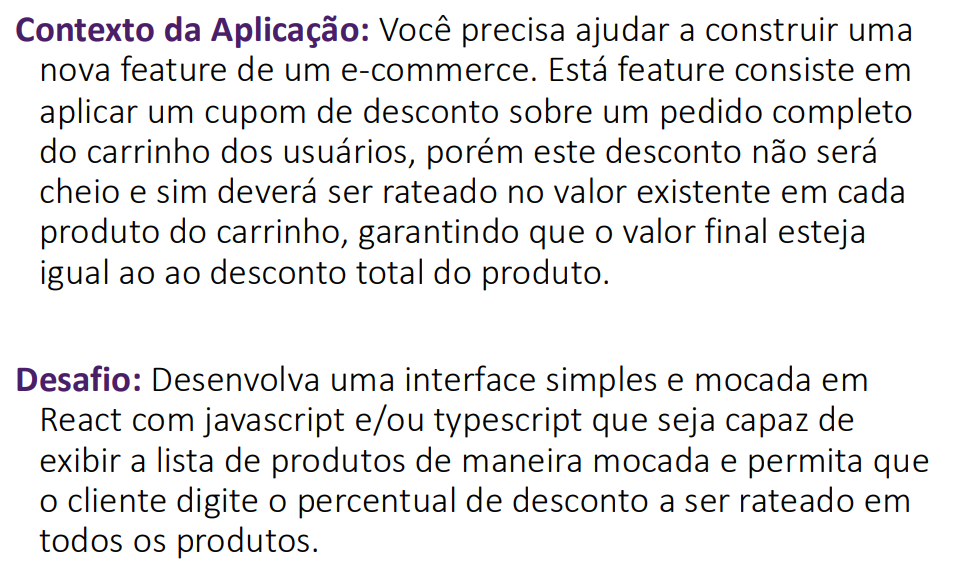 Contexto da Aplicação: Você precisa ajudar a construir uma
nova feature de um e-commerce. Está feature consiste em
aplicar um cupom de desconto sobre um pedido completo
do carrinho dos usuários, porém este desconto não será
cheio e sim deverá ser rateado no valor existente em cada
produto do carrinho, garantindo que o valor final esteja
igual ao ao desconto total do produto.
Desafio: Desenvolva uma interface simples e mocada em
React com javascript e/ou typescript que seja capaz de
exibir a lista de produtos de maneira mocada e permita que
o cliente digite o percentual de desconto a ser rateado em
todos os produtos.